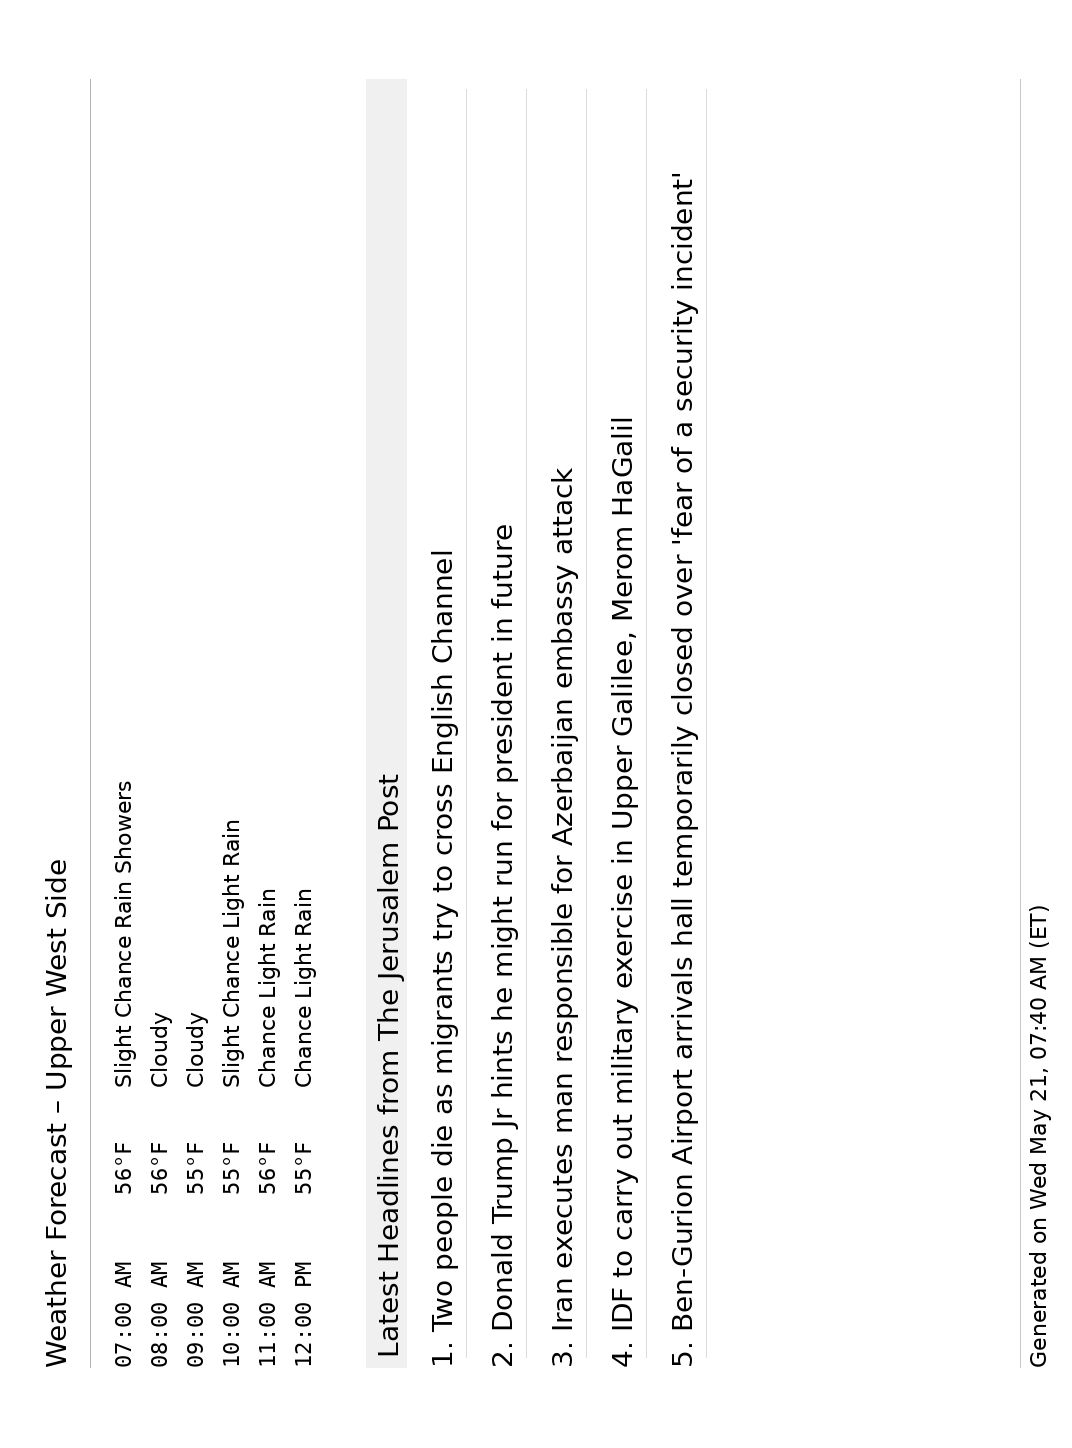 Weather Forecast – Upper West Side
07:00 AM 56°F Slight Chance Rain Showers
08:00 AM 56°F Cloudy
09:00 AM 55°F Cloudy
10:00 AM 55°F Slight Chance Light Rain
11:00 AM 56°F Chance Light Rain
12:00 PM 55°F Chance Light Rain
Latest Headlines from The Jerusalem Post
1. Two people die as migrants try to cross English Channel
2. Donald Trump Jr hints he might run for president in future
3. Iran executes man responsible for Azerbaijan embassy attack
4. IDF to carry out military exercise in Upper Galilee, Merom HaGalil
5. Ben-Gurion Airport arrivals hall temporarily closed over 'fear of a security incident'
Generated on Wed May 21, 07:40 AM (ET)